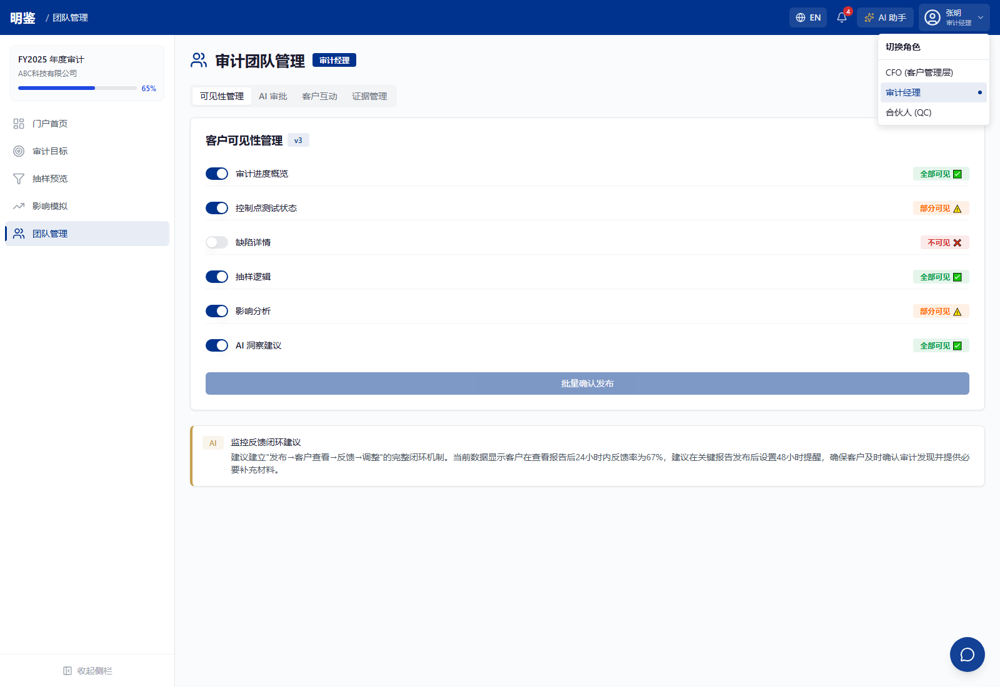 明鉴 / 团队管理
EN
4
AI 助手
张明
审计经理
切换角色
CFO (客户管理层)
审计经理
合伙人 (QC)
FY2025 年度审计
ABC科技有限公司
65%
门户首页
审计目标
抽样预览
影响模拟
团队管理
收起侧栏
审计团队管理 审计经理
可见性管理 AI 审批 客户互动 证据管理
客户可见性管理 v3
审计进度概览 全部可见 ✅
控制点测试状态 部分可见 ⚠
缺陷详情 不可见 ❌
抽样逻辑 全部可见 ✅
影响分析 部分可见 ⚠
AI 洞察建议 全部可见 ✅
批量确认发布
AI 监控反馈闭环建议
建议建立"发布→客户查看→反馈→调整"的完整闭环机制。当前数据显示客户在查看报告后24小时内反馈率为67%，建议在关键报告发布后设置48小时提醒，确保客户及时确认审计发现并提供必
要补充材料。